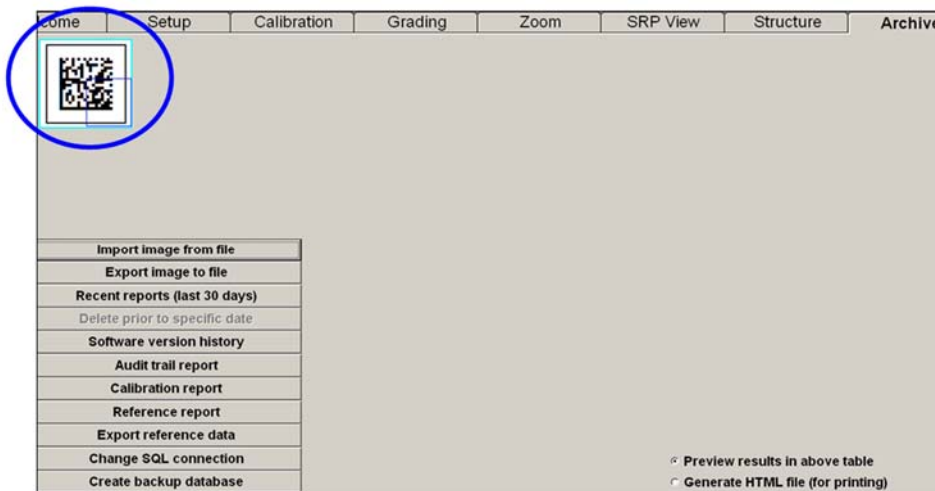 ome Setup Calibration Grading Zoom SRP View Structure Archive
Import image from file
Export image to file
Recent reports (last 30 days)
Delete prior to specific date
Software version history
Audit trail report
Calibration report
Reference report
Export reference data
Change SQL connection
Create backup database
Preview results in above table
Generate HTML file (for printing)